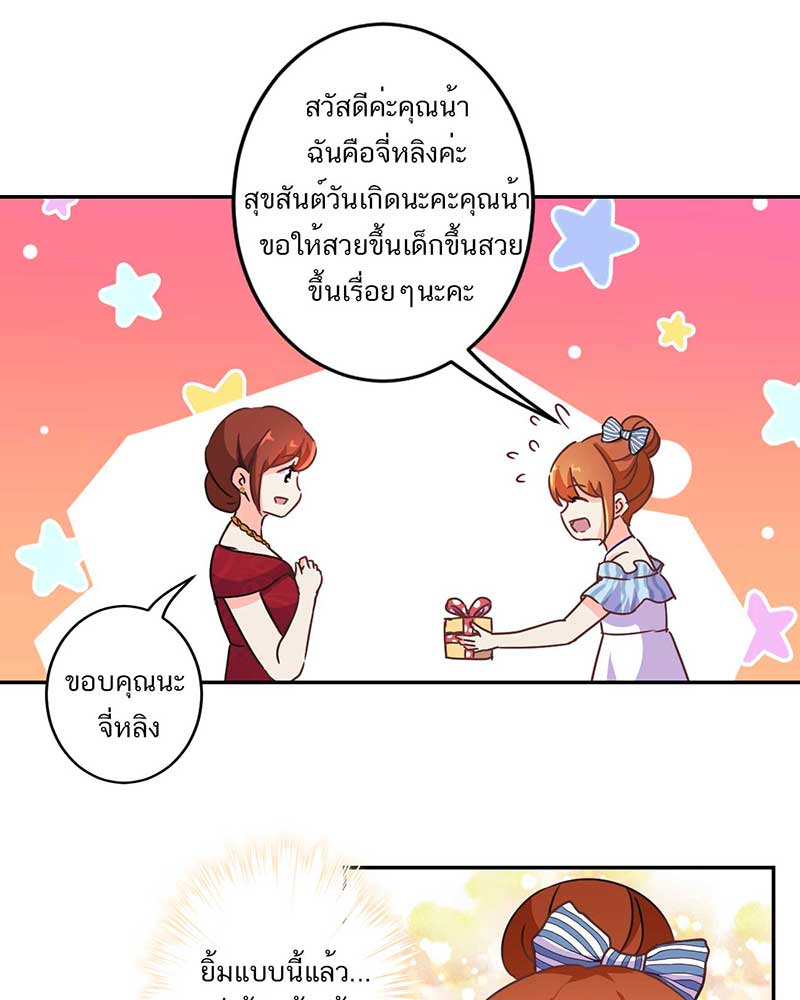 สวัสดีค่ะคุณน้า
ฉันคือจี่หลิงค่ะ
สุขสันต์วันเกิดนะคะคุณน้า
ขอให้สวยขึ้นเด็กขึ้นสวย
ขึ้นเรื่อยๆนะคะ
ขอบคุณนะ
จี่หลิง
ยิ้มแบบนี้แล้ว...